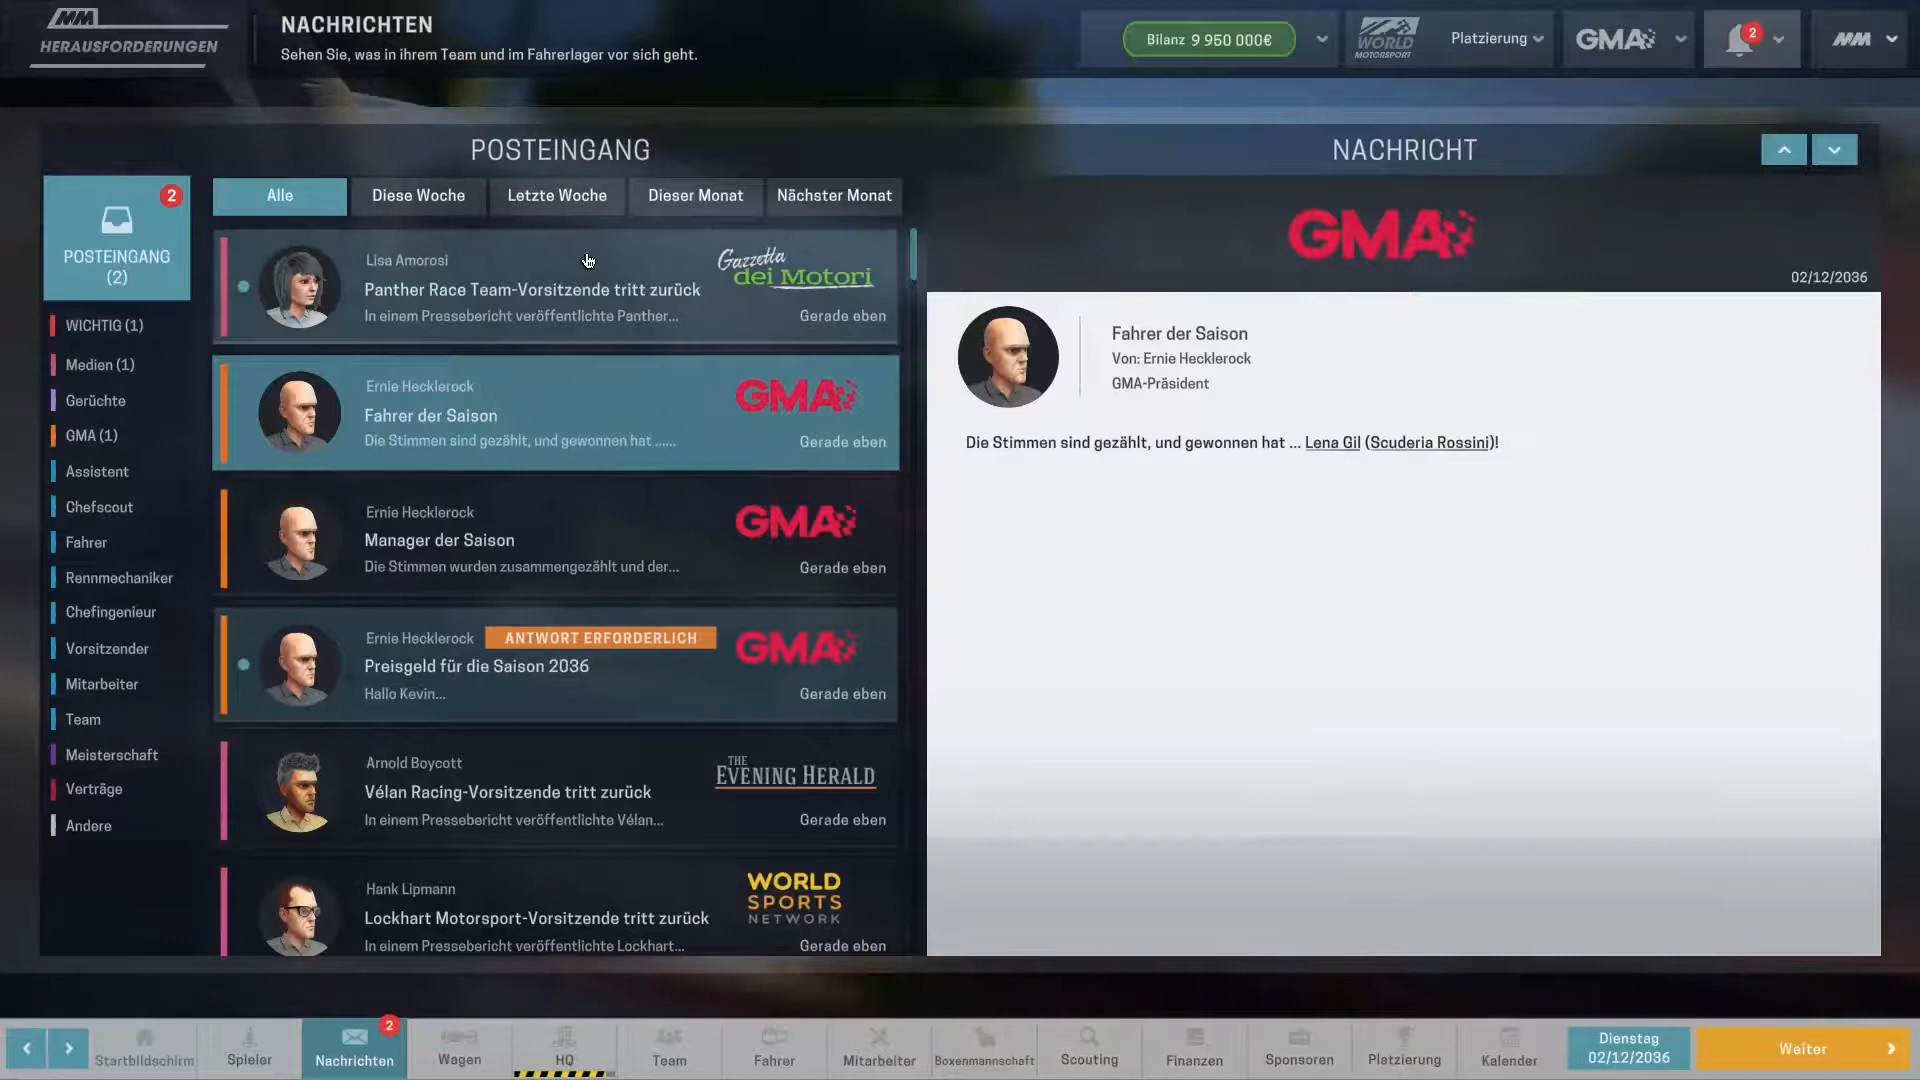 MM
HERAUSFORDERUNGEN
NACHRICHTEN
Sehen Sie, was in ihrem Team und im Fahrerlager vor sich geht.
Bilanz 9 950 000€
WORLD
MOTORSPORT
Platzierung
GMA
2
MM
POSTEINGANG
NACHRICHT
2
POSTEINGANG
(2)
WICHTIG (1)
Medien (1)
Gerüchte
GMA (1)
Assistent
Chefscout
Fahrer
Rennmechaniker
Chefingenieur
Vorsitzender
Mitarbeiter
Team
Meisterschaft
Verträge
Andere
Alle
Diese Woche
Letzte Woche
Dieser Monat
Nächster Monat
Lisa Amorosi
Panther Race Team-Vorsitzende tritt zurück
In einem Pressebericht veröffentlichte Panther...
Gazzetta
dei Motori
Gerade eben
Ernie Hecklerock
Fahrer der Saison
Die Stimmen sind gezählt, und gewonnen hat ......
GMA
Gerade eben
Ernie Hecklerock
Manager der Saison
Die Stimmen wurden zusammengezählt und der...
GMA
Gerade eben
Ernie Hecklerock
ANTWORT ERFORDERLICH
Preisgeld für die Saison 2036
Hallo Kevin...
GMA
Gerade eben
Arnold Boycott
Vélan Racing-Vorsitzende tritt zurück
In einem Pressebericht veröffentlichte Vélan...
THE
EVENING HERALD
Gerade eben
Hank Lipmann
Lockhart Motorsport-Vorsitzende tritt zurück
In einem Pressebericht veröffentlichte Lockhart...
WORLD
SPORTS
NETWORK
Gerade eben
GMA
02/12/2036
Fahrer der Saison
Von: Ernie Hecklerock
GMA-Präsident
Die Stimmen sind gezählt, und gewonnen hat ... Lena Gil (Scuderia Rossini)!
Startbildschirm
Spieler
2
Nachrichten
Wagen
HQ
Team
Fahrer
Mitarbeiter
Boxenmannschaft
Scouting
Finanzen
Sponsoren
Platzierung
Kalender
Dienstag
02/12/2036
Weiter